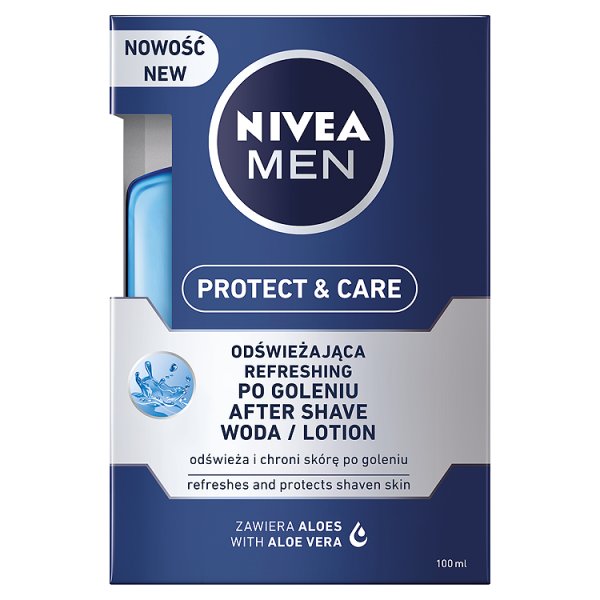 NOWOŚĆ
NEW
NIVEA
MEN
PROTECT & CARE
ODŚWIEŻAJĄCA
REFRESHING
PO GOLENIU
AFTER SHAVE
WODA / LOTION
odświeża i chroni skórę po goleniu
refreshes and protects shaven skin
ZAWIERA ALOES
WITH ALOE VERA
100 ml